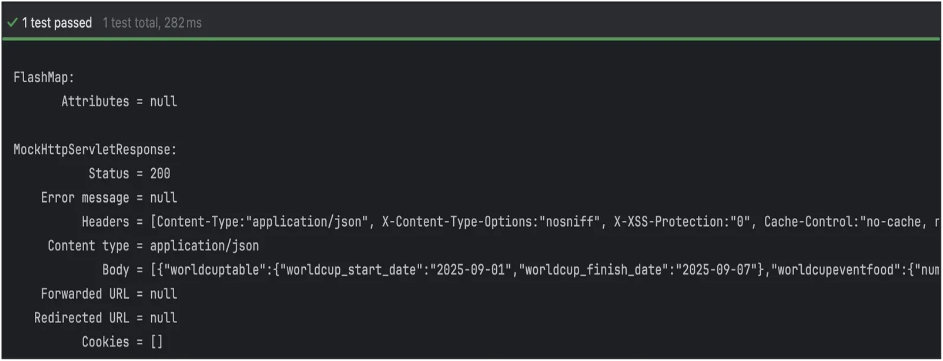 ✓ 1 test passed 1 test total, 282 ms
FlashMap:
Attributes = null
MockHttpServletResponse:
Status = 200
Error message = null
Headers = [Content-Type:"application/json", X-Content-Type-Options:"nosniff", X-XSS-Protection:"0", Cache-Control:"no-cache, n
Content type = application/json
Body = [{"worldcuptable":{"worldcup_start_date":"2025-09-01","worldcup_finish_date":"2025-09-07"},"worldcupeventfood":{"num
Forwarded URL = null
Redirected URL = null
Cookies = []